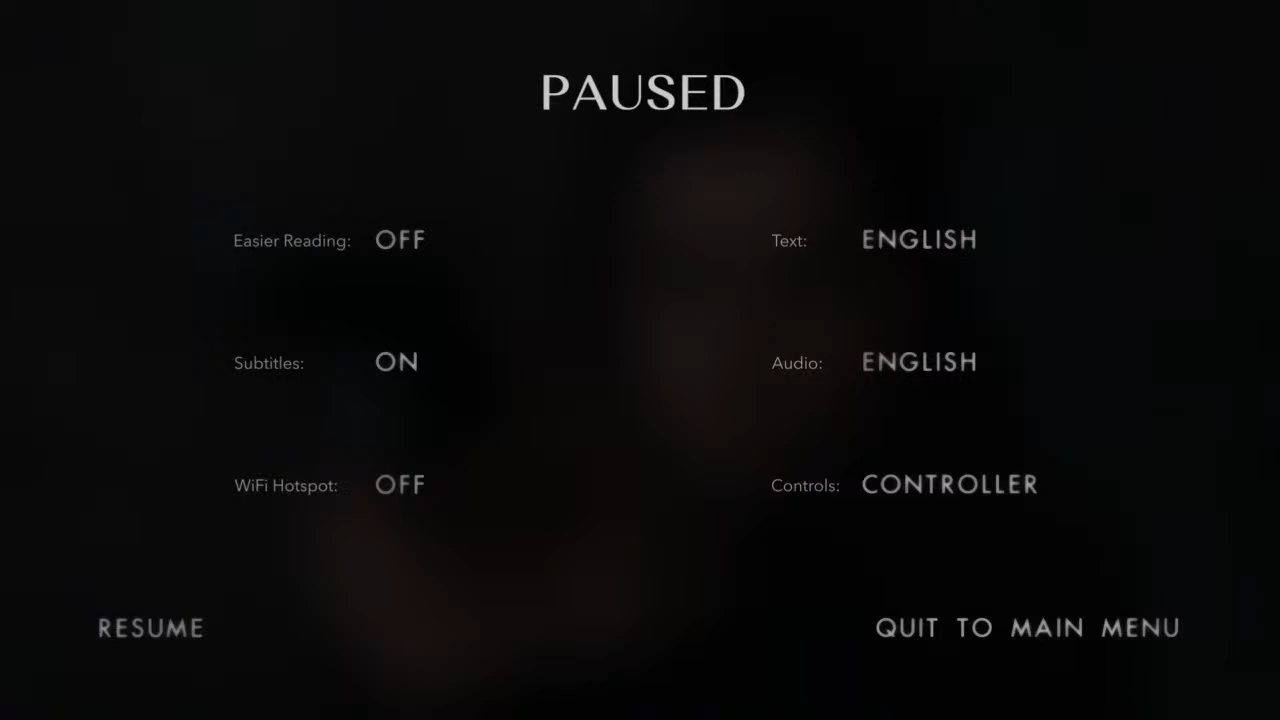 PAUSED
Easier Reading: OFF
Text: ENGLISH
Subtitles: ON
Audio: ENGLISH
WiFi Hotspot: OFF
Controls: CONTROLLER
RESUME
QUIT TO MAIN MENU